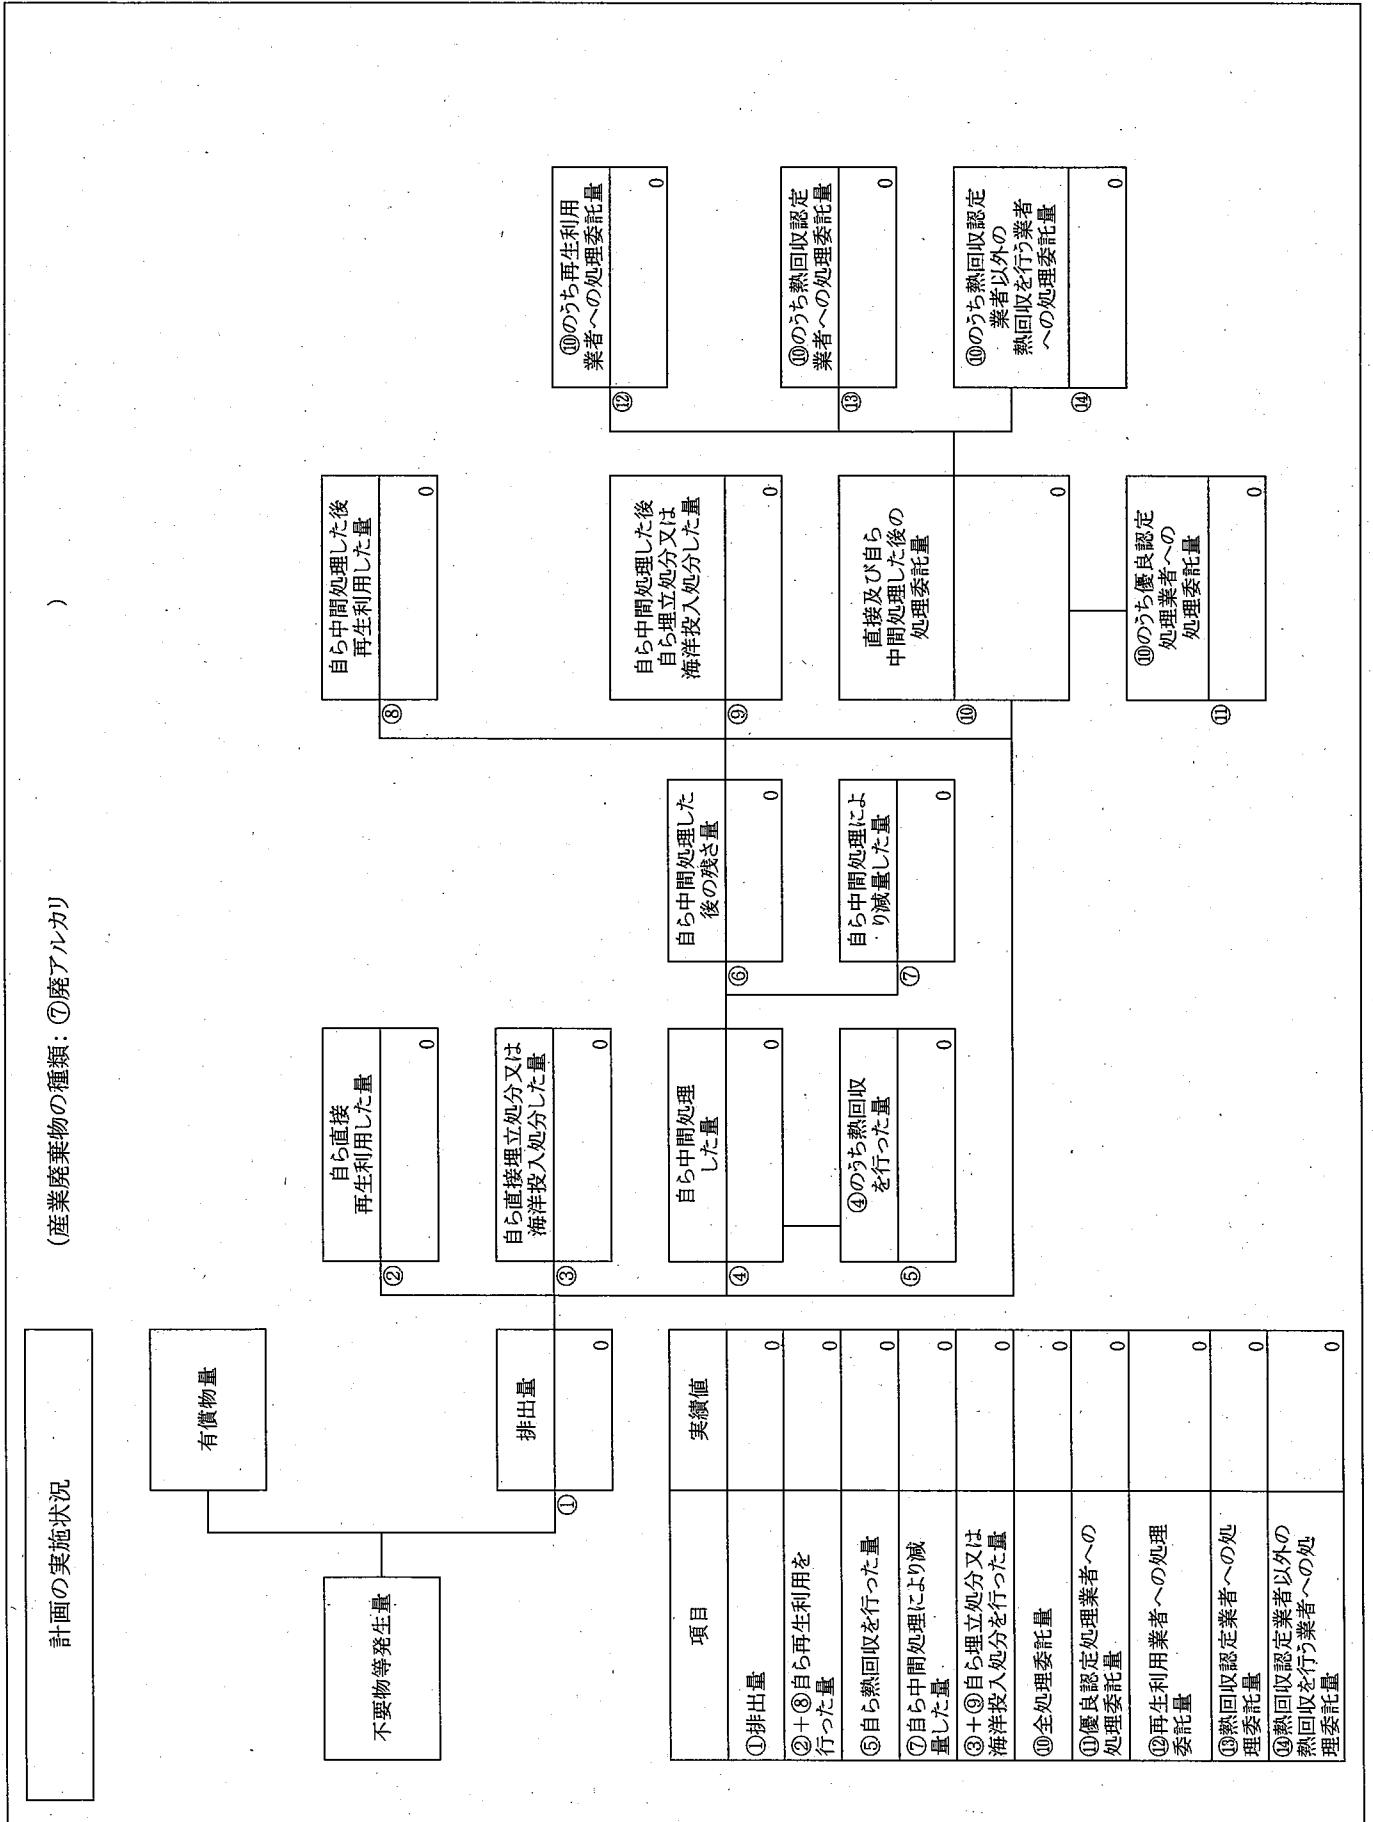 計画の実施状況
(産業廃棄物の種類：⑦廃アルカリ
)
不要物等発生量
有償物量
①
排出量
0
②
自ら直接
再生利用した量
0
③
自ら直接埋立処分又は
海洋投入処分した量
0
④
自ら中間処理
した量
0
⑤
④のうち熱回収
を行った量
0
⑥
自ら中間処理した
後の残さ量
0
⑦
自ら中間処理によ
り減量した量
0
⑧
自ら中間処理した後
再生利用した量
0
⑨
自ら中間処理した後
自ら埋立処分又は
海洋投入処分した量
0
⑩
直接及び自ら
中間処理した後の
処理委託量
0
⑪
⑩のうち優良認定
処理業者への
処理委託量
0
⑫
⑩のうち再生利用
業者への処理委託量
0
⑬
⑩のうち熱回収認定
業者への処理委託量
0
⑭
⑩のうち熱回収認定
業者以外の
熱回収を行う業者
への処理委託量
0
項目
実績値
①排出量
0
②＋⑧自ら再生利用を
行った量
0
⑤自ら熱回収を行った量
0
⑦自ら中間処理により減
量した量
0
③＋⑨自ら埋立処分又は
海洋投入処分を行った量
0
⑩全処理委託量
0
⑪優良認定処理業者への
処理委託量
0
⑫再生利用業者への処理
委託量
0
⑬熱回収認定業者への処
理委託量
0
⑭熱回収認定業者以外の
熱回収を行う業者への処
理委託量
0